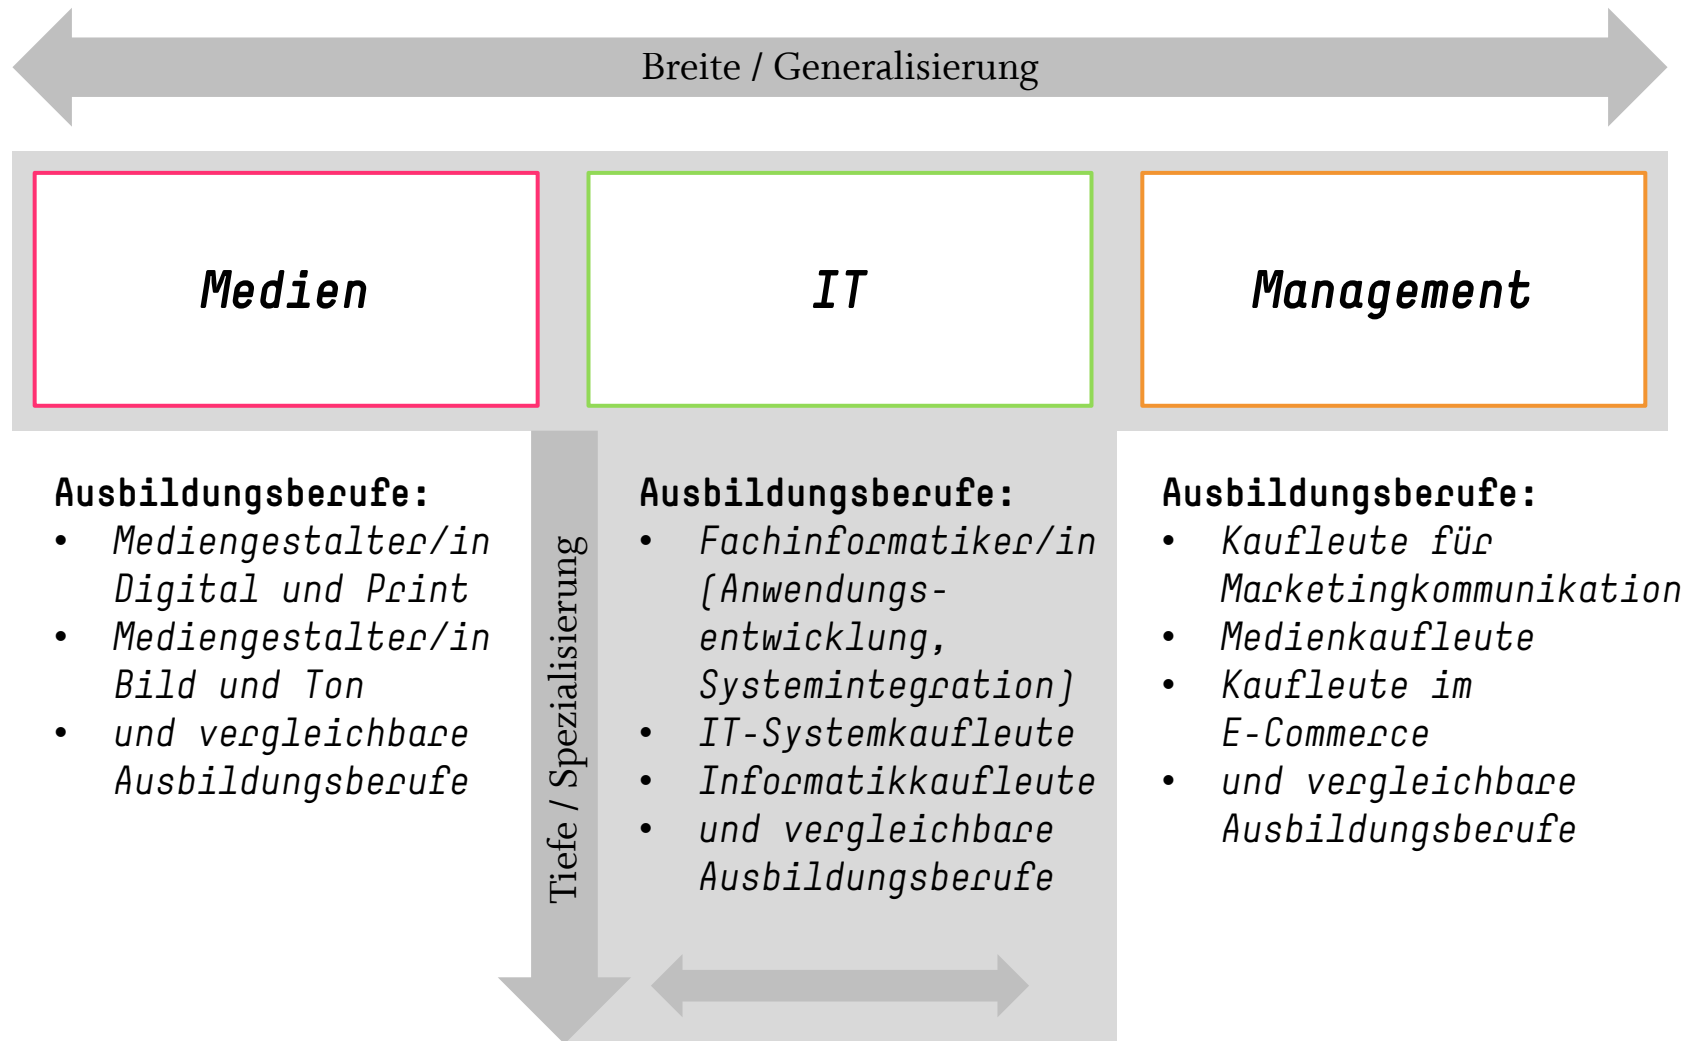 Breite / Generalisierung
Medien
IT
Management
Ausbildungsberufe:
• Mediengestalter/in
Digital und Print
• Mediengestalter/in
Bild und Ton
• und vergleichbare
Ausbildungsberufe
Tiefe / Spezialisierung
Ausbildungsberufe:
• Fachinformatiker/in
(Anwendungs-
entwicklung,
Systemintegration)
• IT-Systemkaufleute
• Informatikkaufleute
• und vergleichbare
Ausbildungsberufe
Ausbildungsberufe:
• Kaufleute für
Marketingkommunikation
• Medienkaufleute
• Kaufleute im
E-Commerce
• und vergleichbare
Ausbildungsberufe